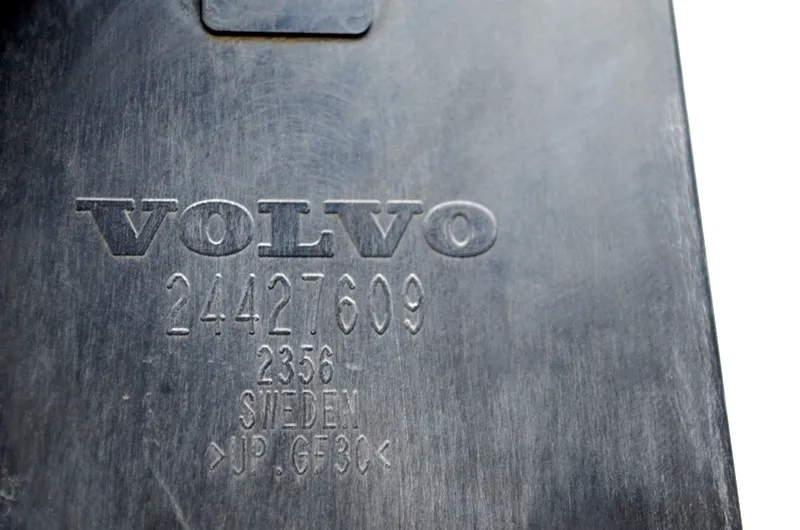 VOLVO
24427609
2356
SWEDEN
>UP.GF30<